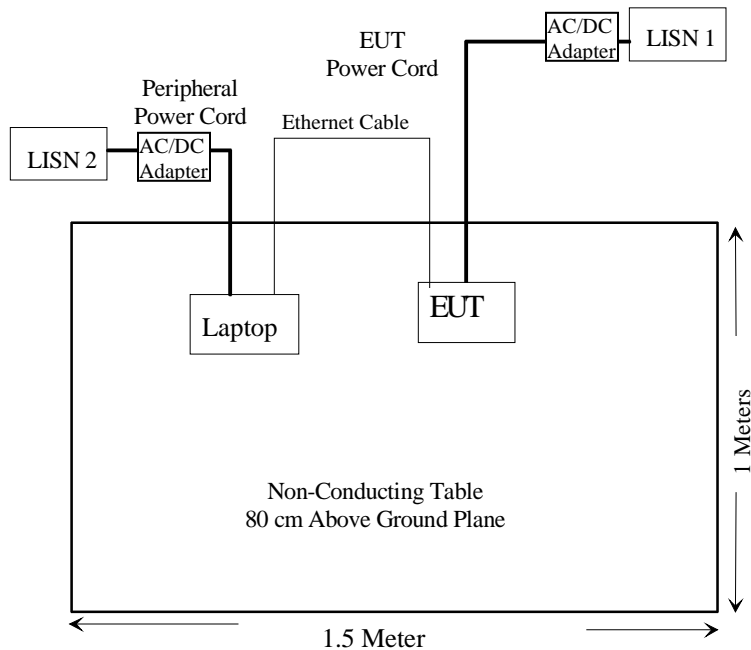 AC/DC
Adapter
LISN 1
EUT
Power Cord
Peripheral
Power Cord
Ethernet Cable
LISN 2
AC/DC
Adapter
Laptop
EUT
1 Meters
Non-Conducting Table
80 cm Above Ground Plane
1.5 Meter